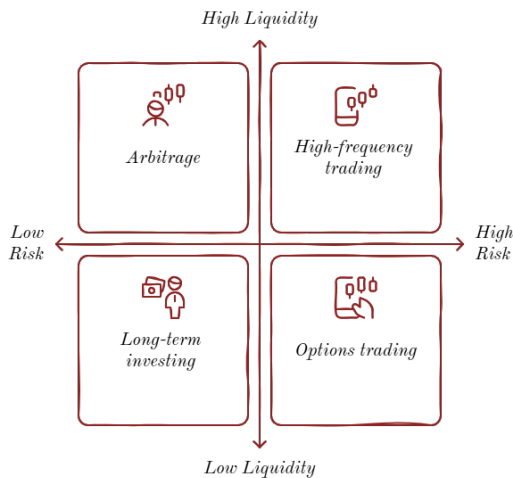 High Liquidity
Arbitrage
High-frequency
trading
Low
Risk
High
Risk
Long-term
investing
Options trading
Low Liquidity